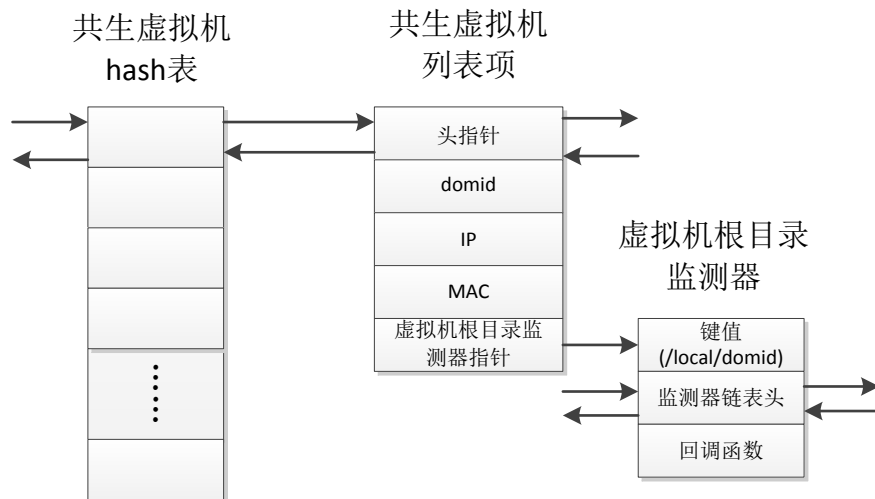 共生虚拟机
hash表
共生虚拟机
列表项
头指针
domid
IP
MAC
虚拟机根目录监
测器指针
虚拟机根目录
监测器
键值
(/local/domid)
监测器链表头
回调函数